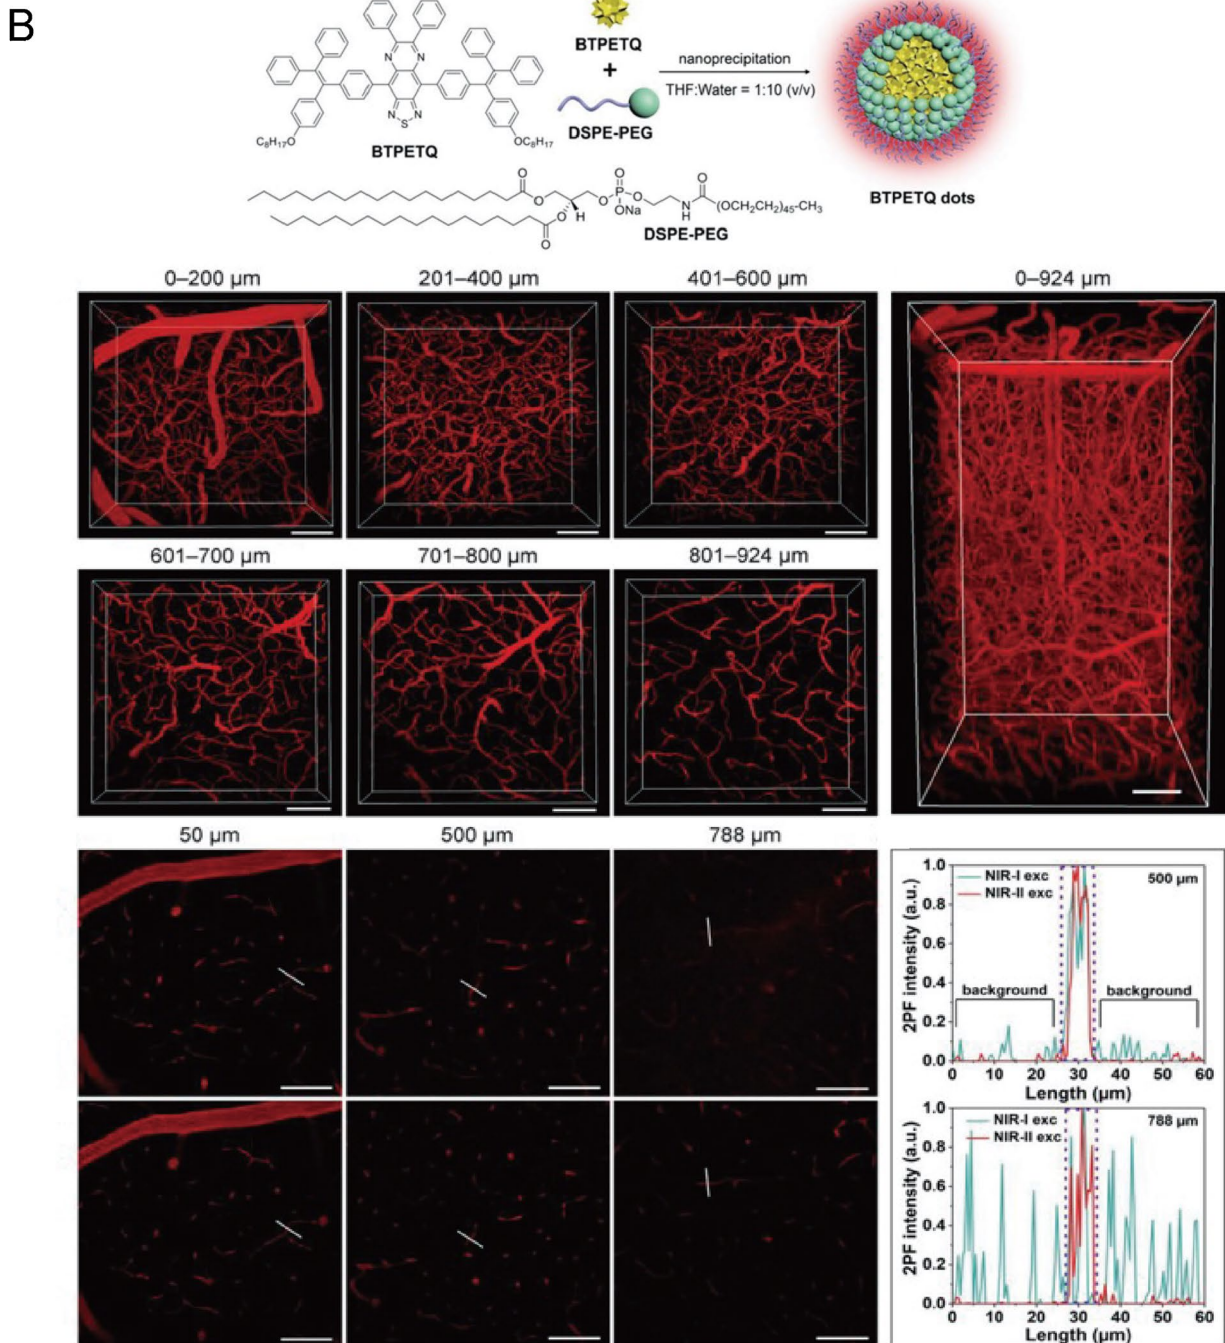 B
BTPETQ
+
DSPE-PEG
nanoprecipitation
THF:Water = 1:10 (v/v)
N N
N N
S
C₈H₁₇O
OC₈H₁₇
BTPETQ
BTPETQ dots
O
O
O
O
O
H
O
P
O
ONa
N
H
O
(OCH₂CH₂)₄₅-CH₃
DSPE-PEG
0–200 µm
201–400 µm
401–600 µm
0–924 µm
601–700 µm
701–800 µm
801–924 µm
50 µm
500 µm
788 µm
NIR-I exc
NIR-II exc
500 µm
background
background
2PF intensity (a.u.)
1.0
0.8
0.6
0.4
0.2
0.0
0 10 20 30 40 50 60
Length (µm)
NIR-I exc
NIR-II exc
788 µm
2PF intensity (a.u.)
1.0
0.8
0.6
0.4
0.2
0.0
0 10 20 30 40 50 60
Length (µm)